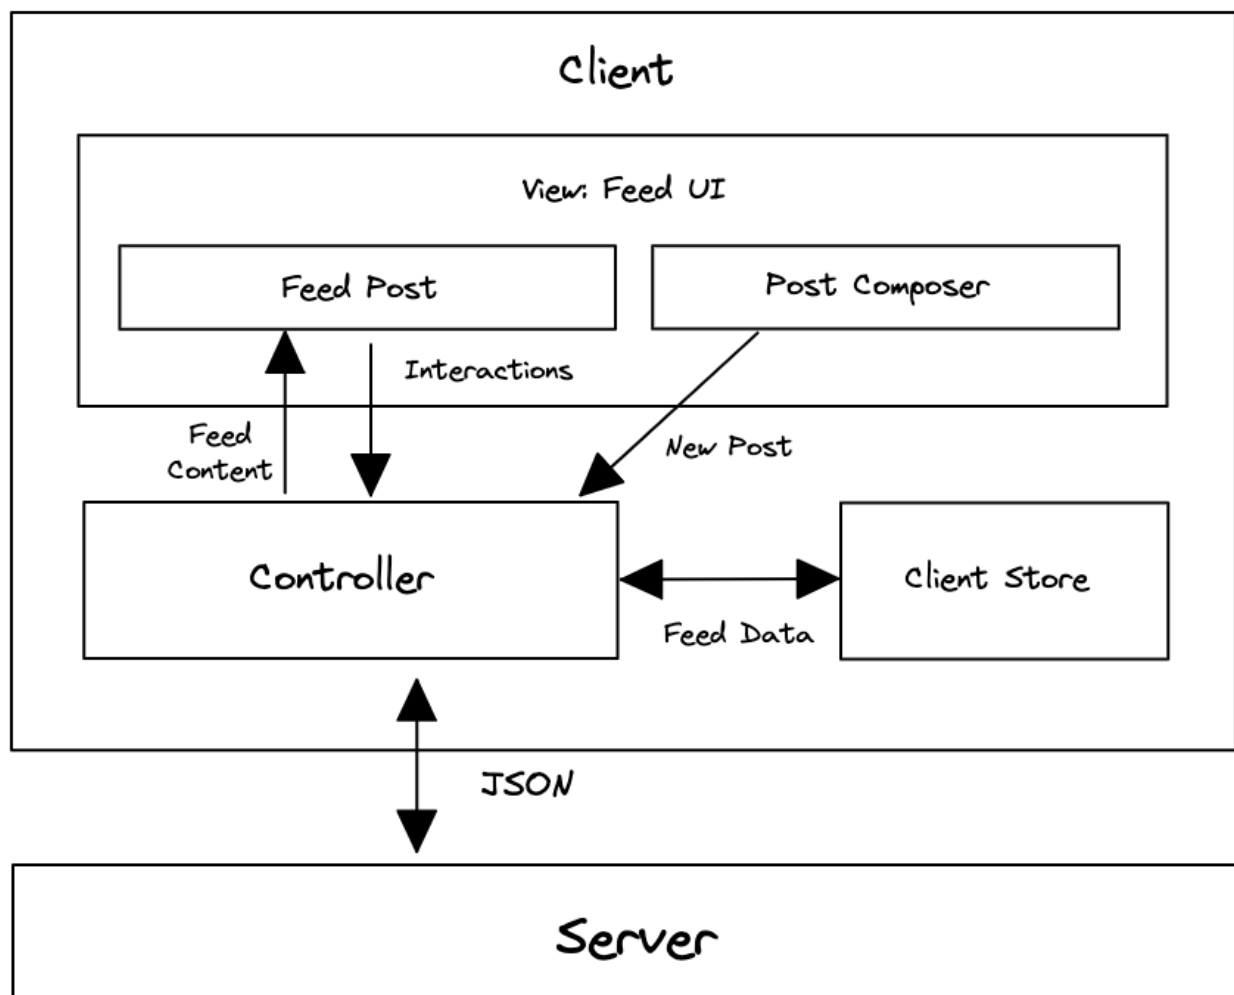 Client
View: Feed UI
Feed Post
Post Composer
Interactions
Feed
Content
New Post
Controller
Client Store
Feed Data
JSON
Server